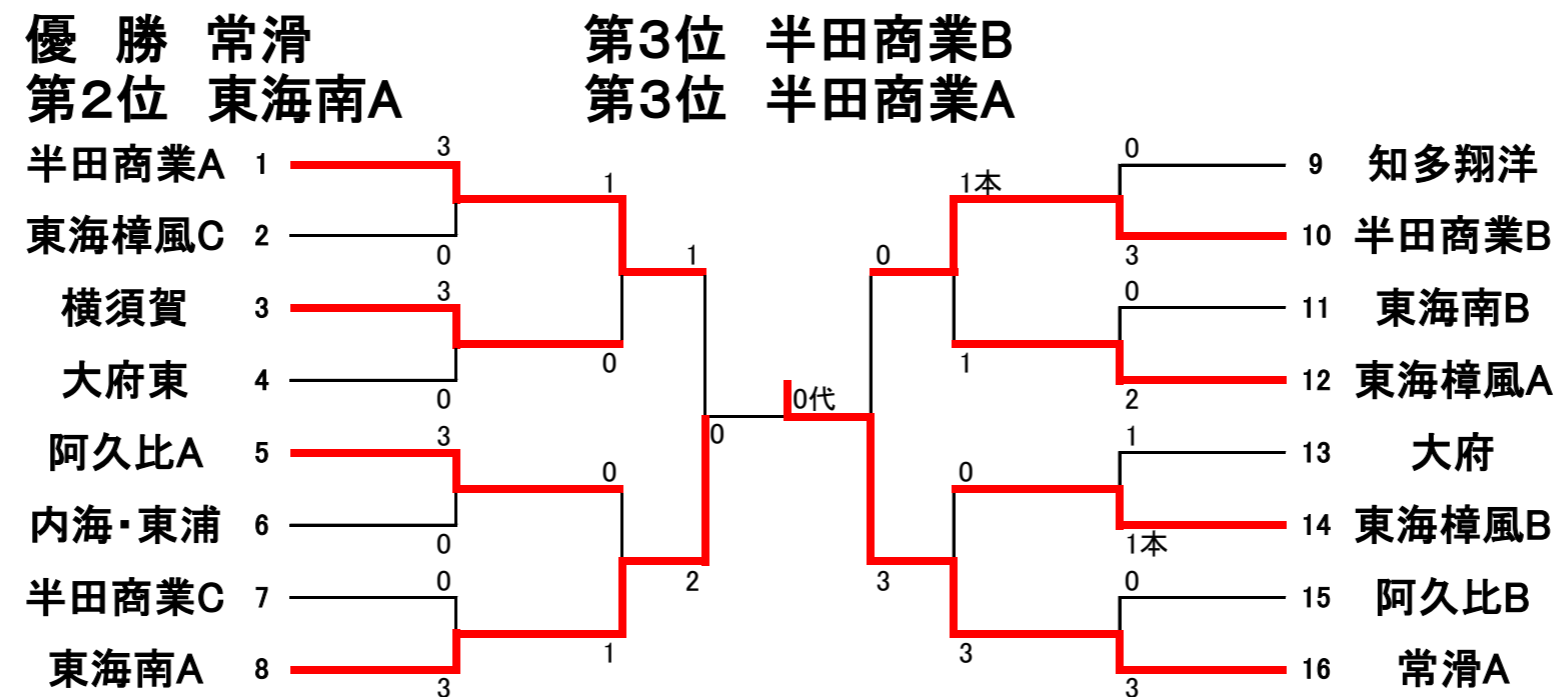 優 勝 常滑 第3位 半田商業B
第2位 東海南A 第3位 半田商業A
半田商業A 1 3
東海樟風C 2 0
横須賀 3 3
大府東 4 0
阿久比A 5 3
内海・東浦 6 0
半田商業C 7 0
東海南A 8 3
1
0
0
1
1
2
0
0代
0
3
1本
1
0
3
0 9 知多翔洋
3 10 半田商業B
0 11 東海南B
2 12 東海樟風A
1 13 大府
1本 14 東海樟風B
0 15 阿久比B
3 16 常滑A